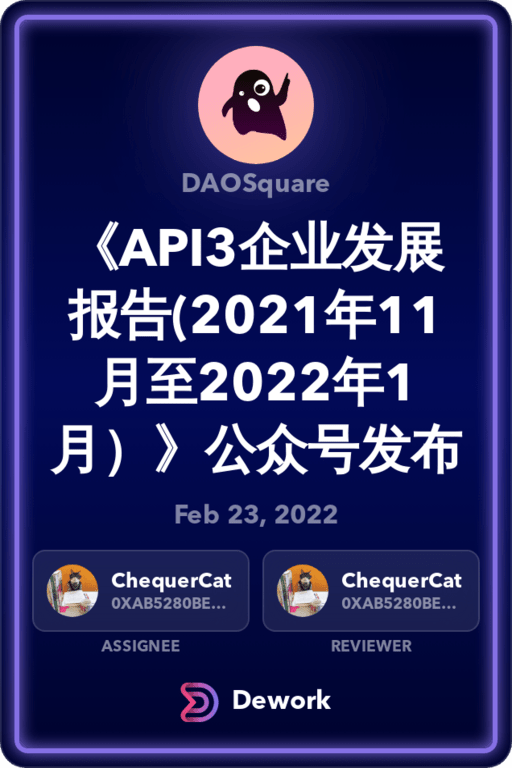 DAOSquare
《API3企业发展
报告(2021年11
月至2022年1
月）》公众号发布
Feb 23, 2022
ChequerCat
0XAB5280BE...
ChequerCat
0XAB5280BE...
ASSIGNEE
REVIEWER
Dework